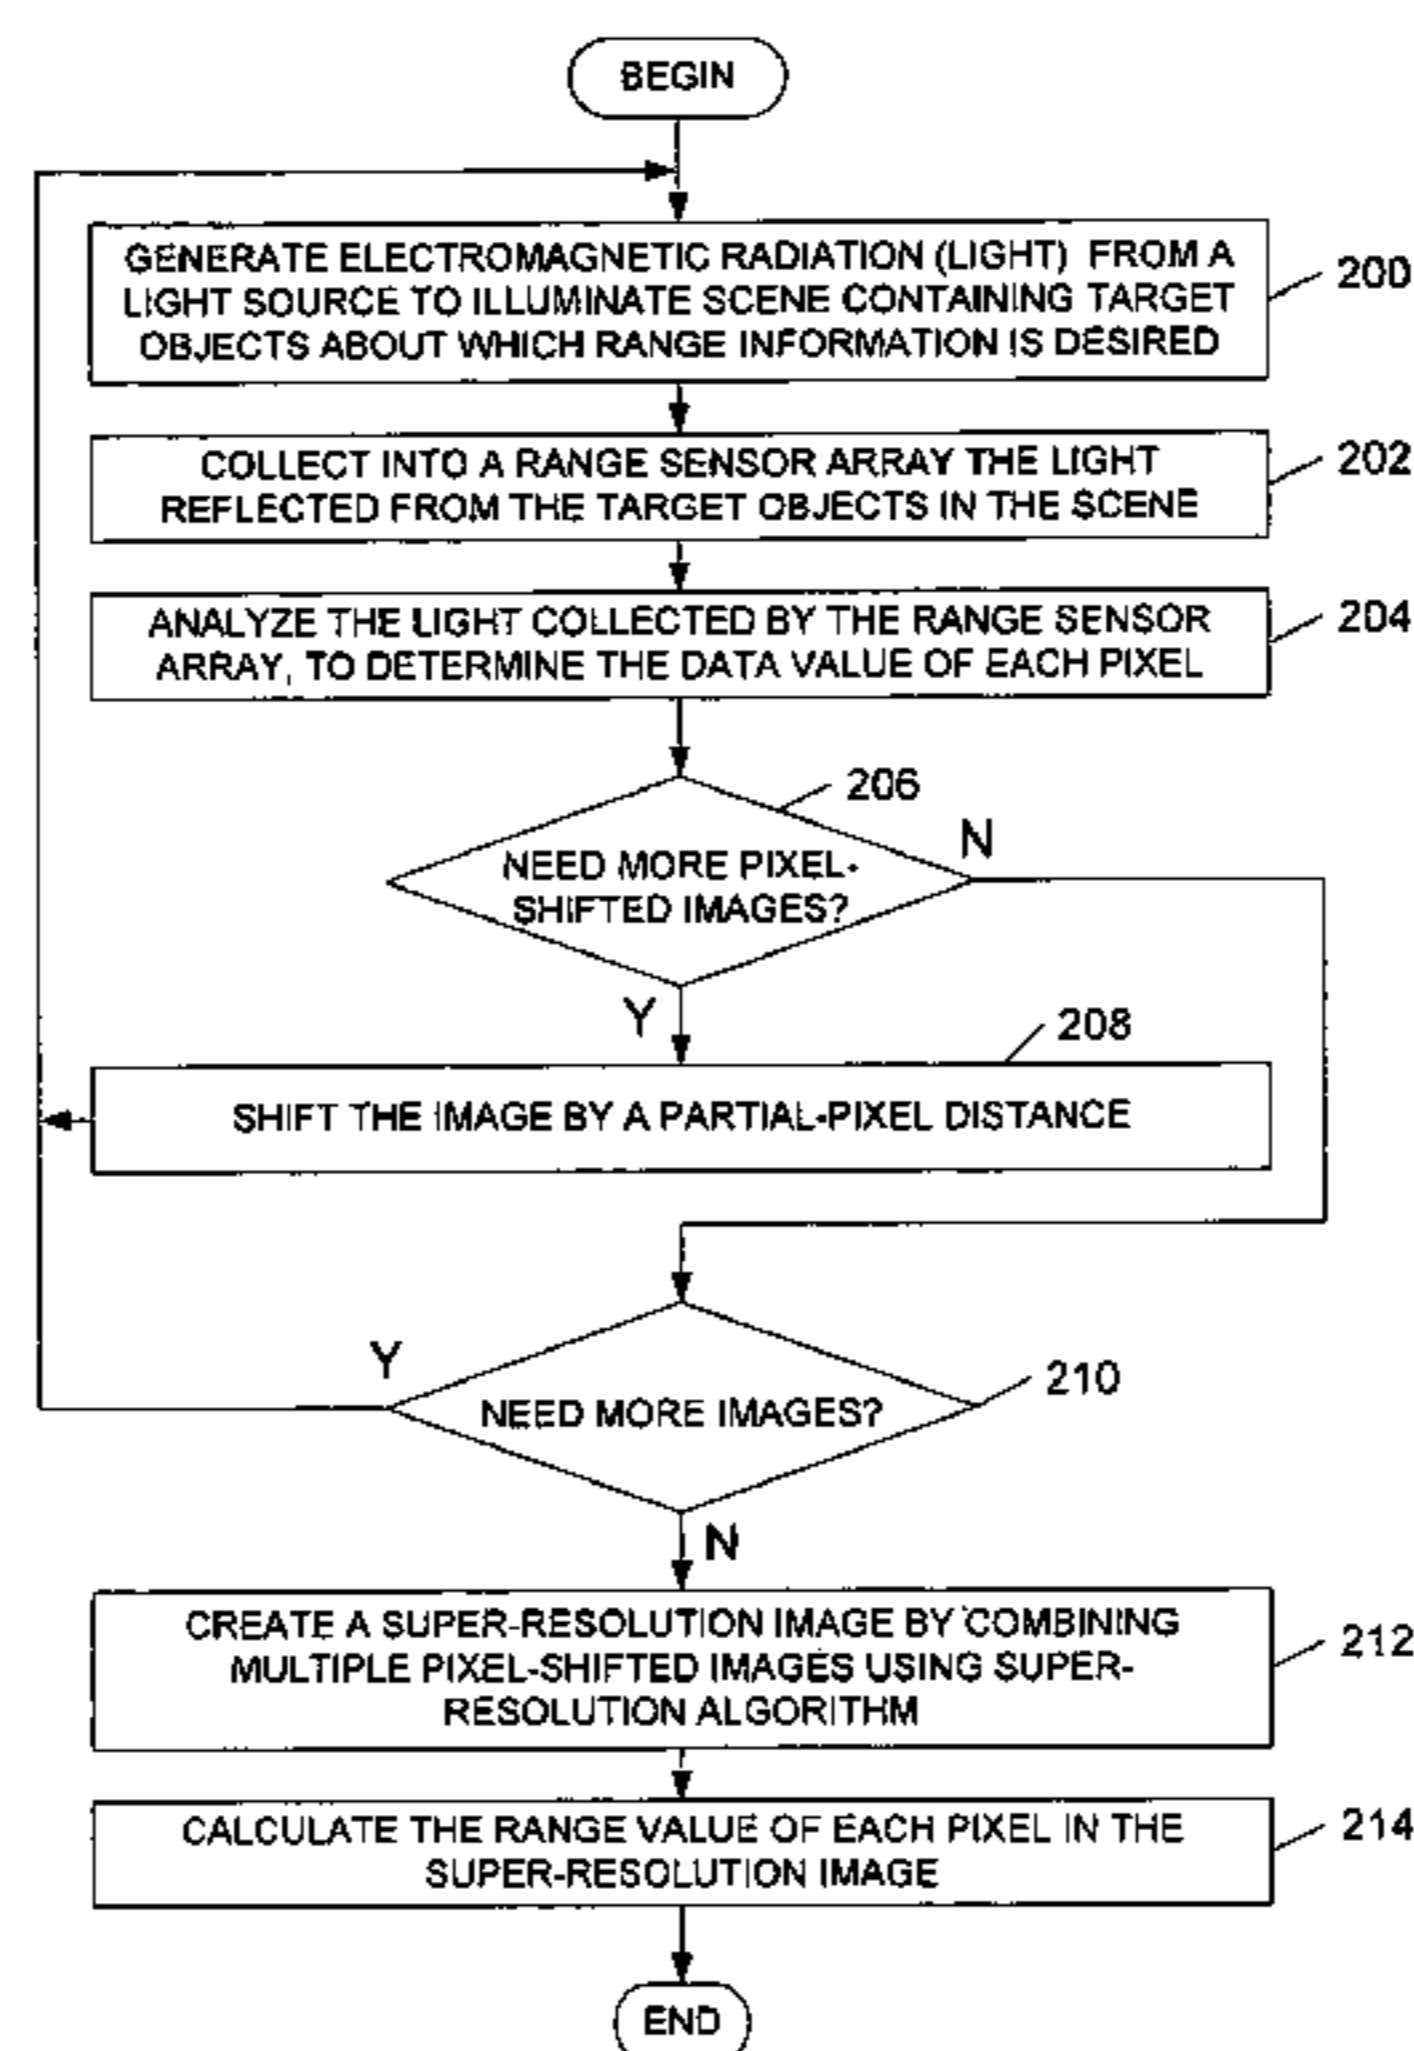 BEGIN
GENERATE ELECTROMAGNETIC RADIATION (LIGHT) FROM A
LIGHT SOURCE TO ILLUMINATE SCENE CONTAINING TARGET
OBJECTS ABOUT WHICH RANGE INFORMATION IS DESIRED
200
COLLECT INTO A RANGE SENSOR ARRAY THE LIGHT
REFLECTED FROM THE TARGET OBJECTS IN THE SCENE
202
ANALYZE THE LIGHT COLLECTED BY THE RANGE SENSOR
ARRAY, TO DETERMINE THE DATA VALUE OF EACH PIXEL
204
206
N
NEED MORE PIXEL-
SHIFTED IMAGES?
Y
208
SHIFT THE IMAGE BY A PARTIAL-PIXEL DISTANCE
Y
210
NEED MORE IMAGES?
N
CREATE A SUPER-RESOLUTION IMAGE BY COMBINING
MULTIPLE PIXEL-SHIFTED IMAGES USING SUPER-
RESOLUTION ALGORITHM
212
CALCULATE THE RANGE VALUE OF EACH PIXEL IN THE
SUPER-RESOLUTION IMAGE
214
END